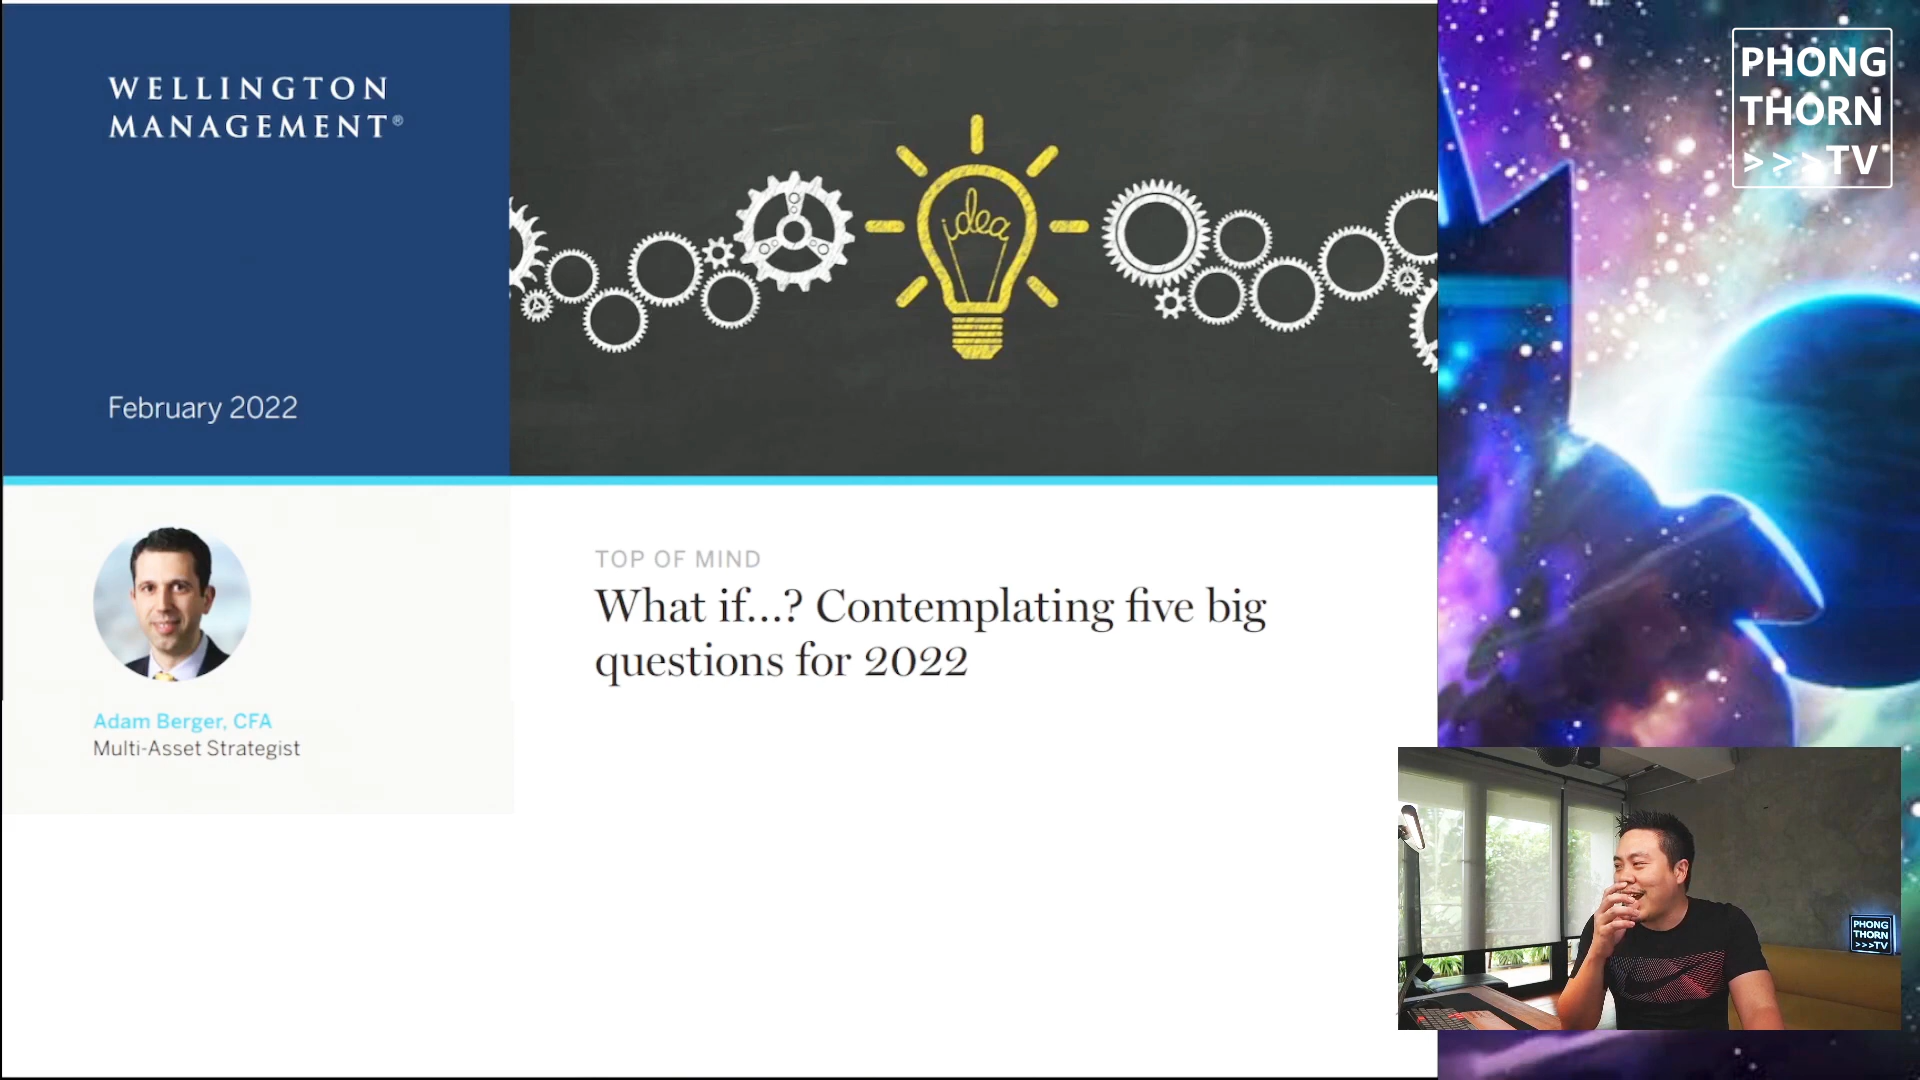 WELLINGTON
MANAGEMENT®
February 2022
idea
Adam Berger, CFA
Multi-Asset Strategist
TOP OF MIND
What if...? Contemplating five big
questions for 2022
PHONG
THORN
>>>TV
PHONG
THORN
>>>TV